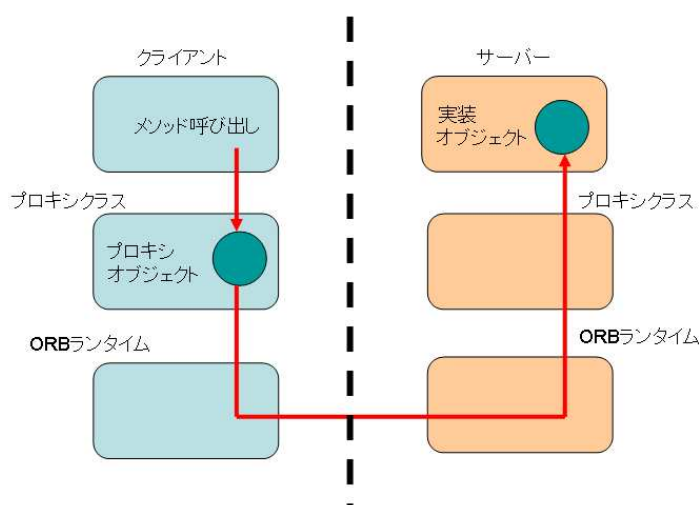 クライアント
サーバー
メソッド呼び出し
実装
オブジェクト
プロキシクラス
プロキシクラス
プロキシ
オブジェクト
ORBランタイム
ORBランタイム